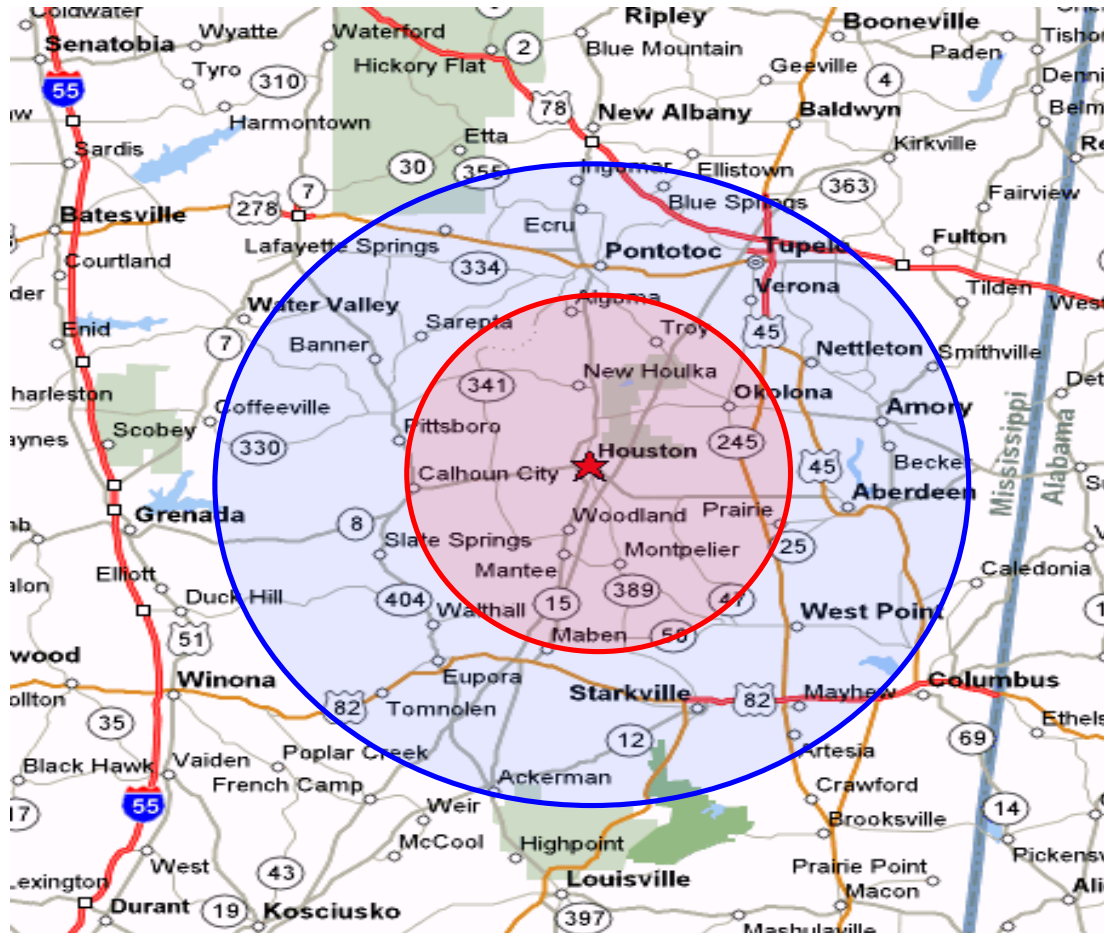 Coldwater
Senatobia
Wyatte
Waterford
Ripley
Booneville
Tyro
310
Hickory Flat
2
Blue Mountain
Geeville
Paden
4
55
Harmontown
78
New Albany
Baldwyn
Sardis
Etta
Kirkville
30
355
Ingomar
Ellistown
363
Fairview
7
278
Batesville
Blue Springs
Ecru
Lafayette Springs
Pontotoc
Tupelo
Fulton
Courtland
334
Verona
Tilden
Water Valley
Algoma
Enid
Sarepta
Troy
45
7
Banner
Nettleton
Smithville
341
New Houlka
Okolona
Scobey
Coffeeville
Amory
330
Pittsboro
245
Houston
Becker
45
Calhoun City
Aberdeen
Mississippi
Alabama
Grenada
8
Woodland
Prairie
Slate Springs
Montpelier
25
Elliott
Mantee
Caledonia
Duck Hill
404
Walthall
15
389
47
West Point
51
Maben
50
Winona
Eupora
Starkville
82
Mayhew
Columbus
82
Tomnolen
35
12
69
Vaiden
Poplar Creek
Artesia
Black Hawk
French Camp
Ackerman
Crawford
55
17
Weir
14
Brooksville
McCool
Highpoint
West
43
Prairie Point
Lexington
Louisville
Macon
Durant
19
Kosciusko
397
Mashulaville